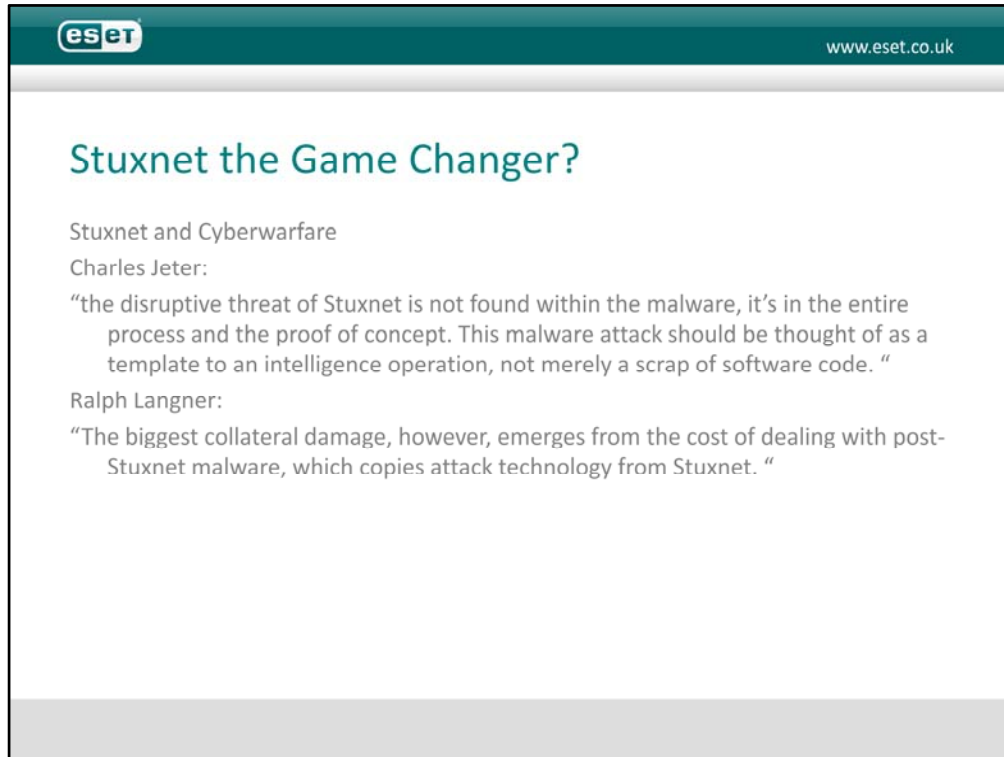 eset
www.eset.co.uk
Stuxnet the Game Changer?
Stuxnet and Cyberwarfare
Charles Jeter:
“the disruptive threat of Stuxnet is not found within the malware, it’s in the entire
process and the proof of concept. This malware attack should be thought of as a
template to an intelligence operation, not merely a scrap of software code. “
Ralph Langner:
“The biggest collateral damage, however, emerges from the cost of dealing with post-
Stuxnet malware, which copies attack technology from Stuxnet. “